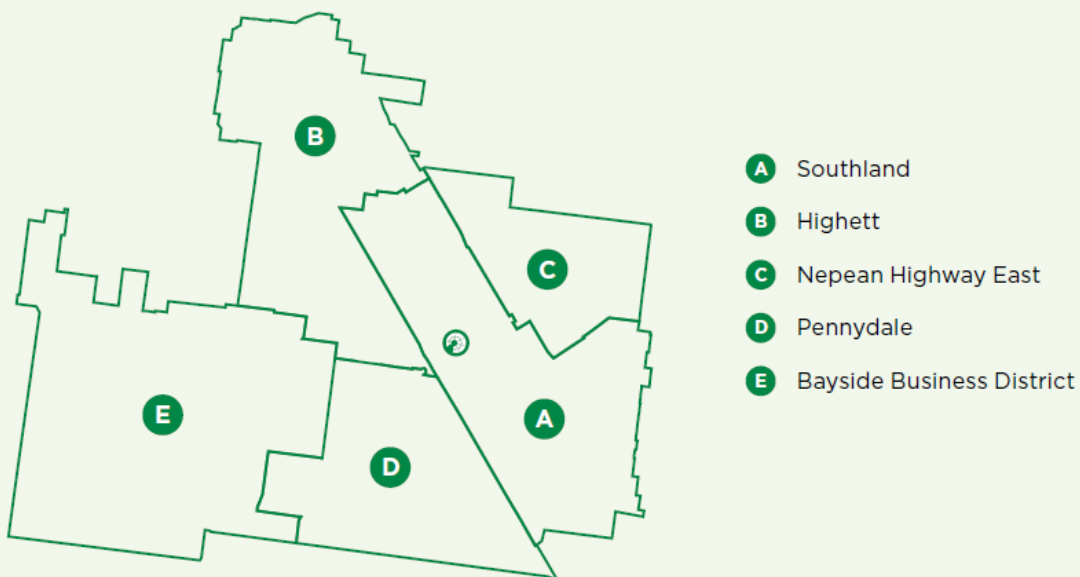 B
C
A
E
D
A Southland
B Highett
C Nepean Highway East
D Pennydale
E Bayside Business District